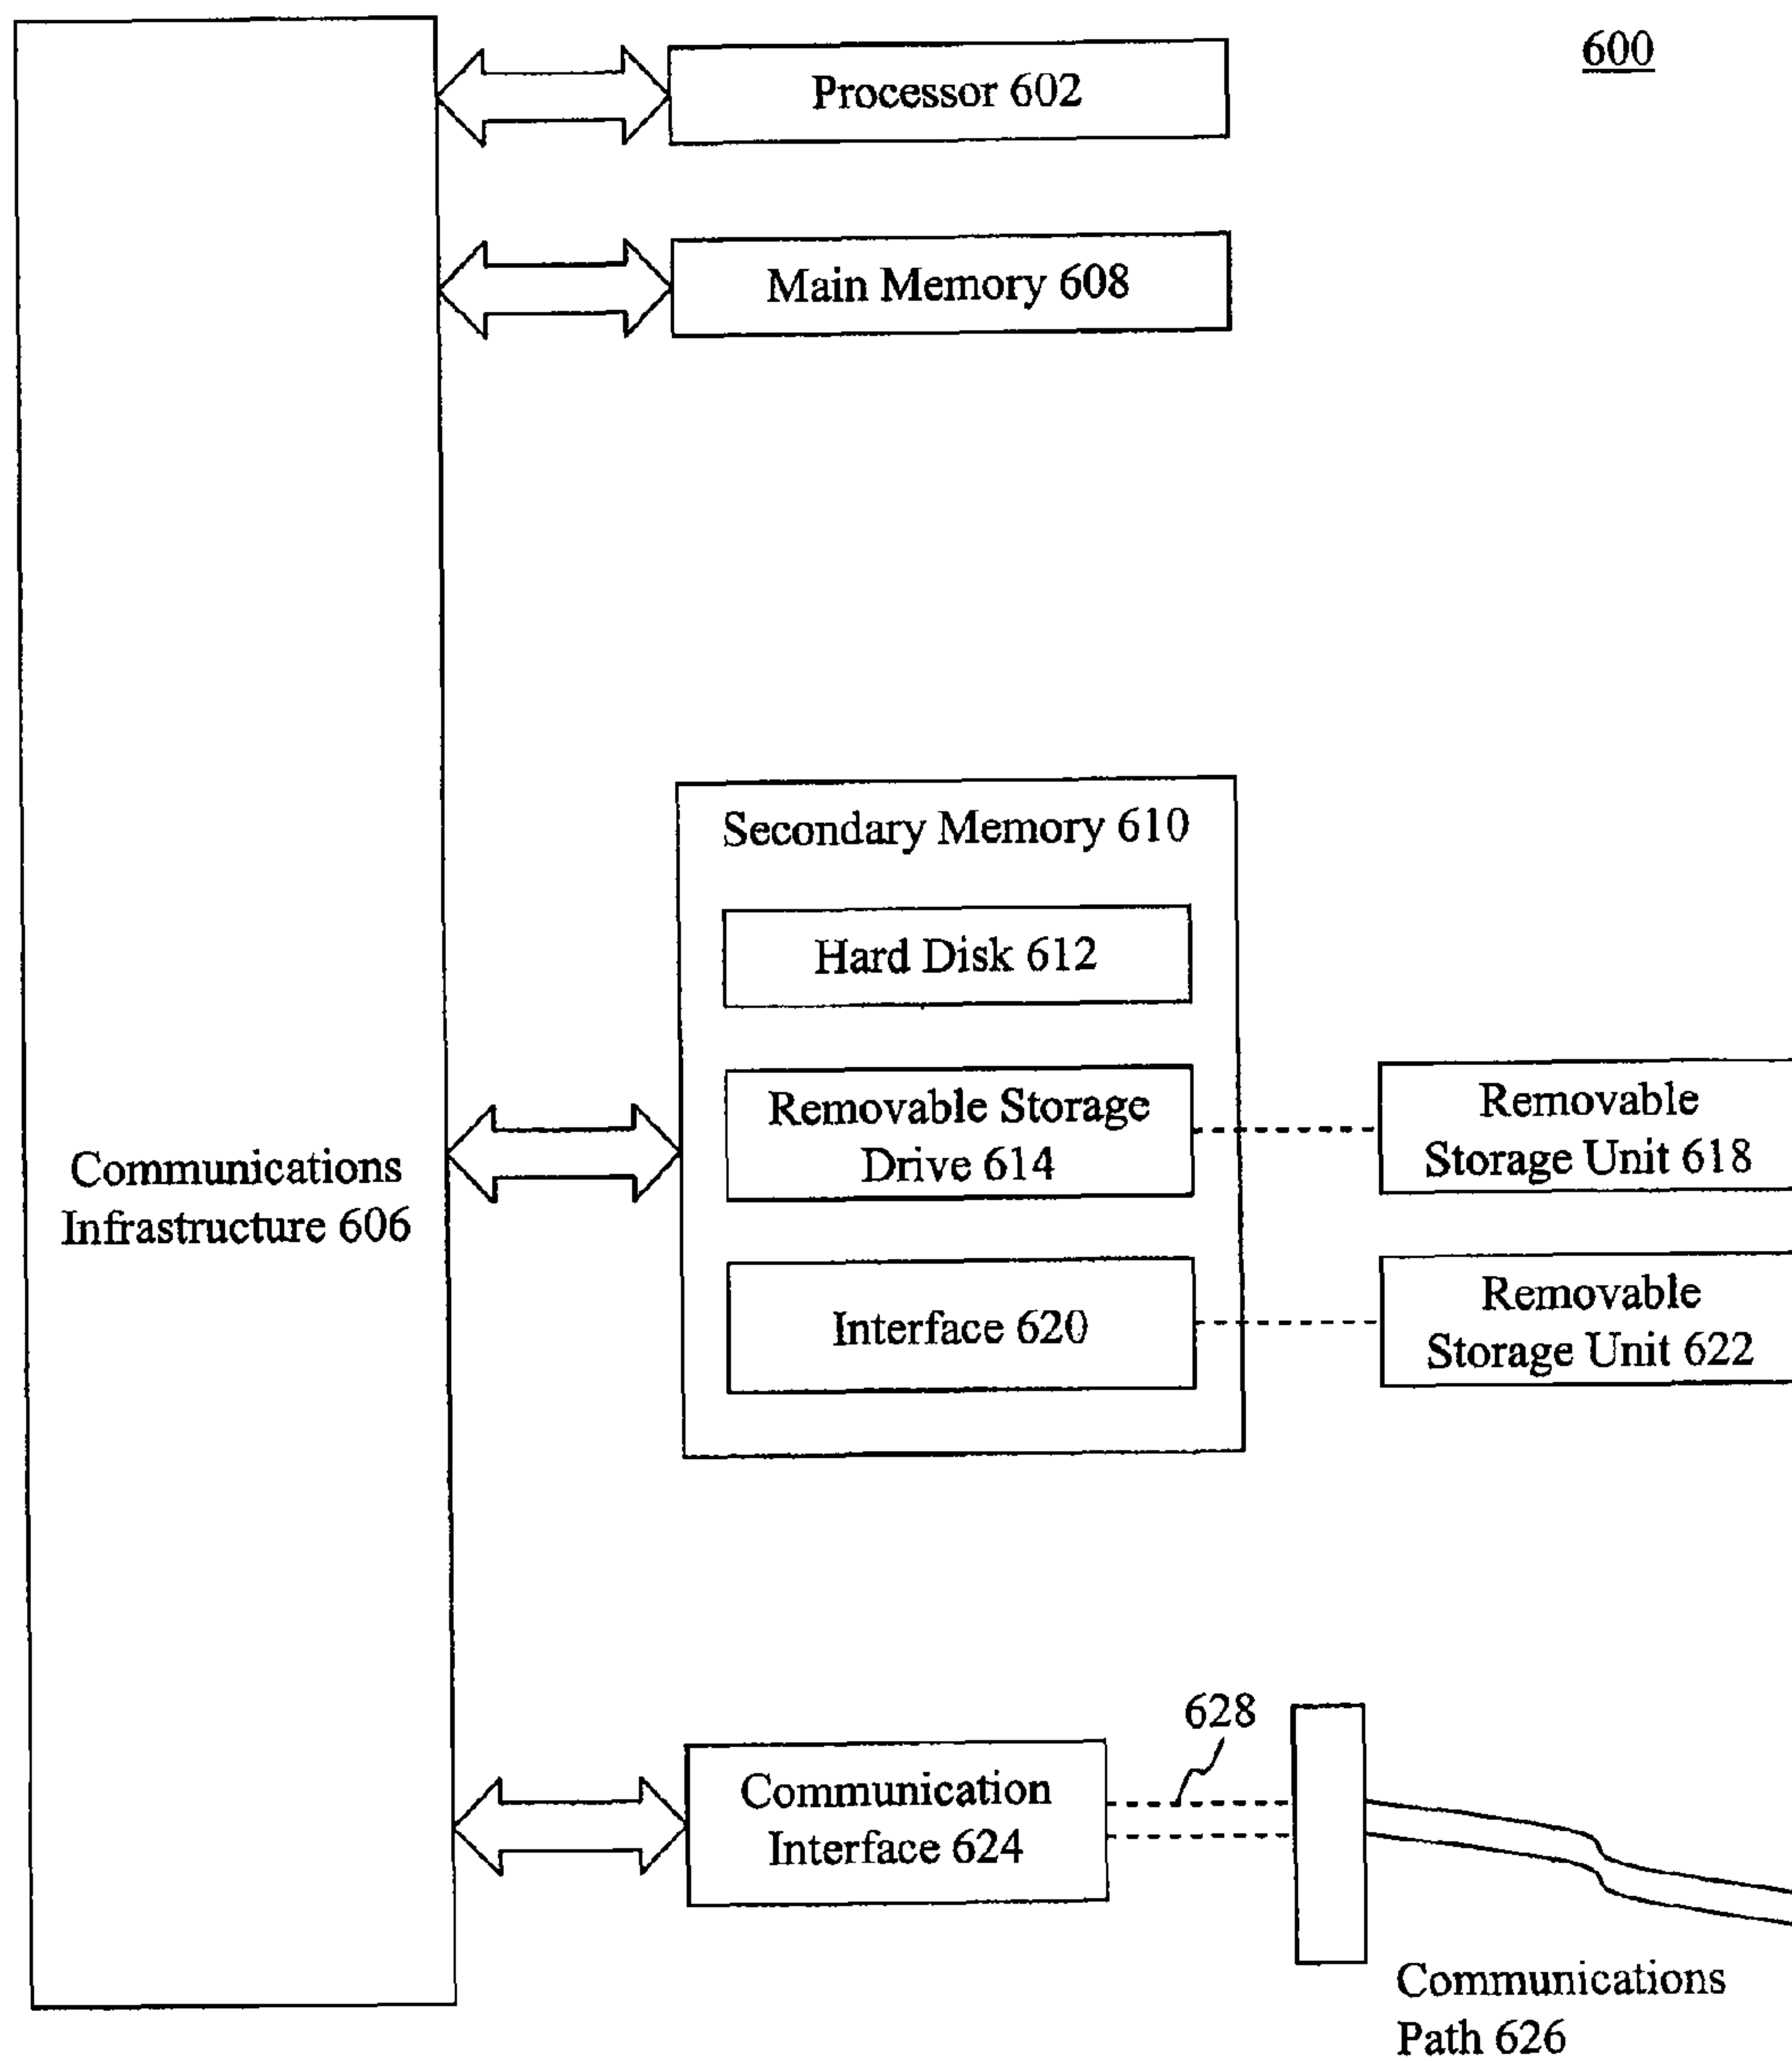 600
Processor 602
Main Memory 608
Secondary Memory 610
Hard Disk 612
Removable Storage
Drive 614
Removable
Storage Unit 618
Communications
Infrastructure 606
Interface 620
Removable
Storage Unit 622
628
Communication
Interface 624
Communications
Path 626